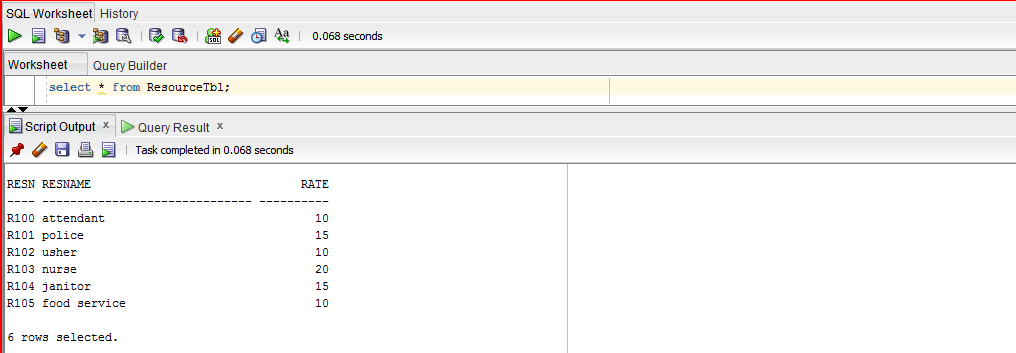 SQL Worksheet History
0.068 seconds
Worksheet Query Builder
select * from ResourceTbl;
Script Output x Query Result x
Task completed in 0.068 seconds
RESN RESNAME                             RATE
---- ------------------------------ ----------
R100 attendant                             10
R101 police                                15
R102 usher                                 10
R103 nurse                                 20
R104 janitor                               15
R105 food service                          10
6 rows selected.